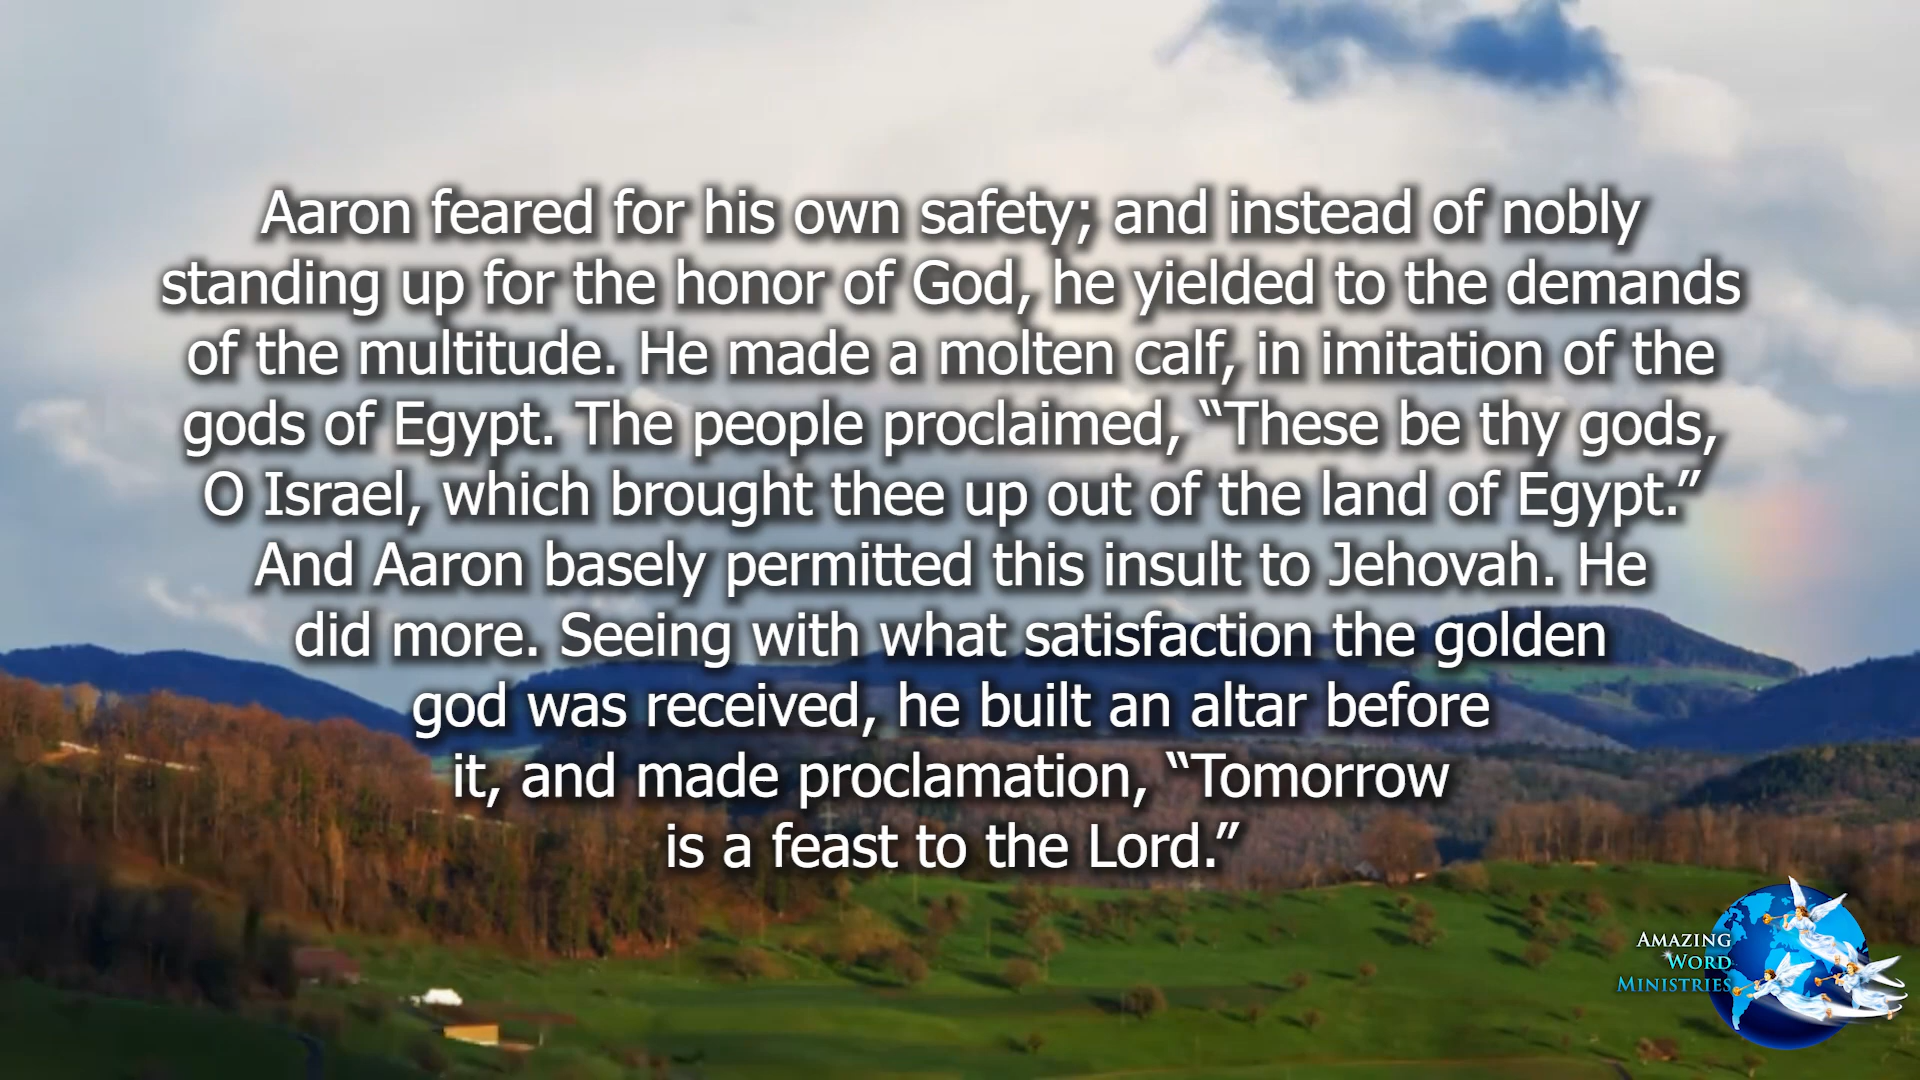 Aaron feared for his own safety; and instead of nobly
standing up for the honor of God, he yielded to the demands
of the multitude. He made a molten calf, in imitation of the
gods of Egypt. The people proclaimed, “These be thy gods,
O Israel, which brought thee up out of the land of Egypt.”
And Aaron basely permitted this insult to Jehovah. He
did more. Seeing with what satisfaction the golden
god was received, he built an altar before
it, and made proclamation, “Tomorrow
is a feast to the Lord.”
AMAZING
WORD
MINISTRIES